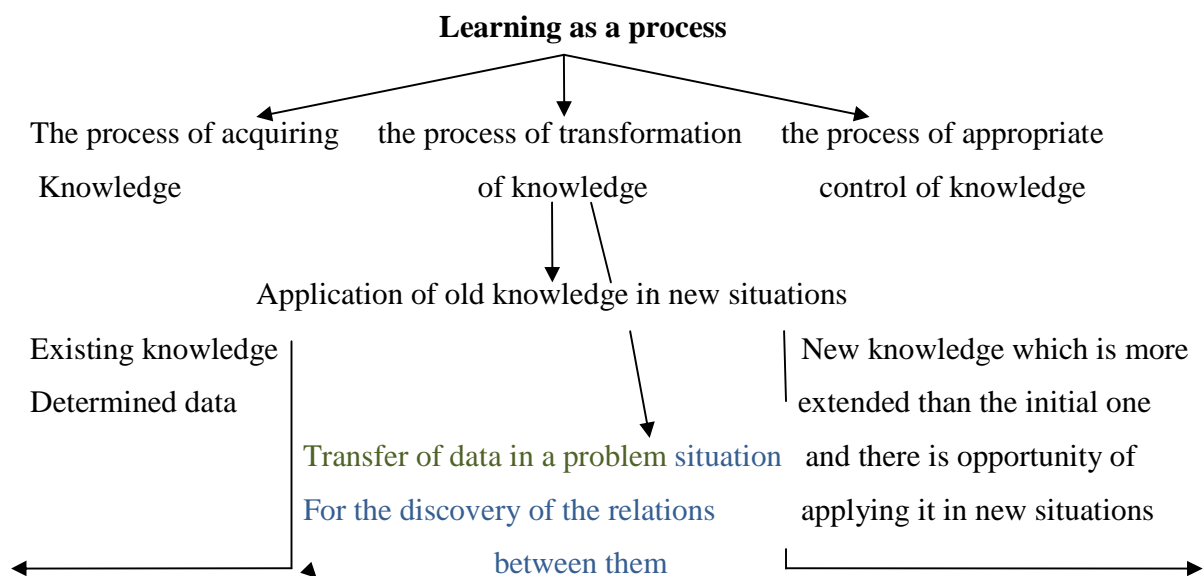 Learning as a process
The process of acquiring
Knowledge
the process of transformation
of knowledge
the process of appropriate
control of knowledge
Application of old knowledge in new situations
Existing knowledge
Determined data
Transfer of data in a problem situation
For the discovery of the relations
between them
New knowledge which is more
extended than the initial one
and there is opportunity of
applying it in new situations